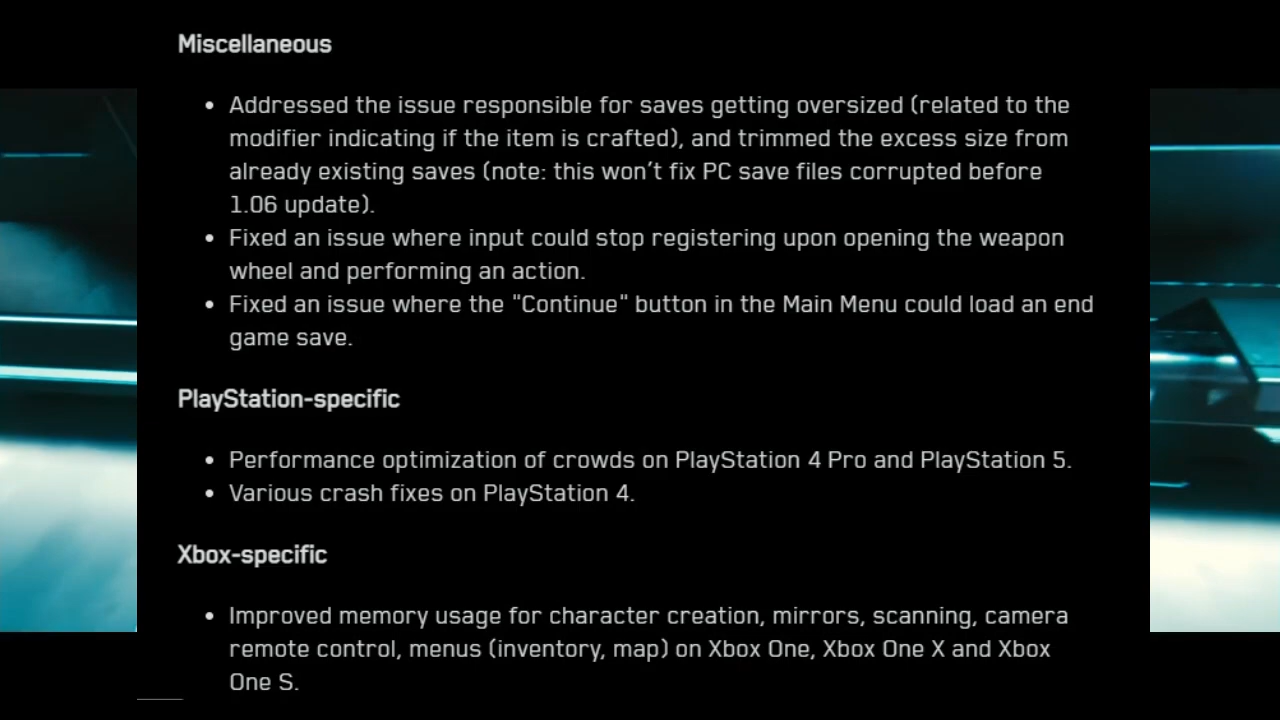 Miscellaneous
• Addressed the issue responsible for saves getting oversized (related to the
modifier indicating if the item is crafted), and trimmed the excess size from
already existing saves (note: this won’t fix PC save files corrupted before
1.06 update).
• Fixed an issue where input could stop registering upon opening the weapon
wheel and performing an action.
• Fixed an issue where the "Continue" button in the Main Menu could load an end
game save.
PlayStation-specific
• Performance optimization of crowds on PlayStation 4 Pro and PlayStation 5.
• Various crash fixes on PlayStation 4.
Xbox-specific
• Improved memory usage for character creation, mirrors, scanning, camera
remote control, menus (inventory, map) on Xbox One, Xbox One X and Xbox
One S.